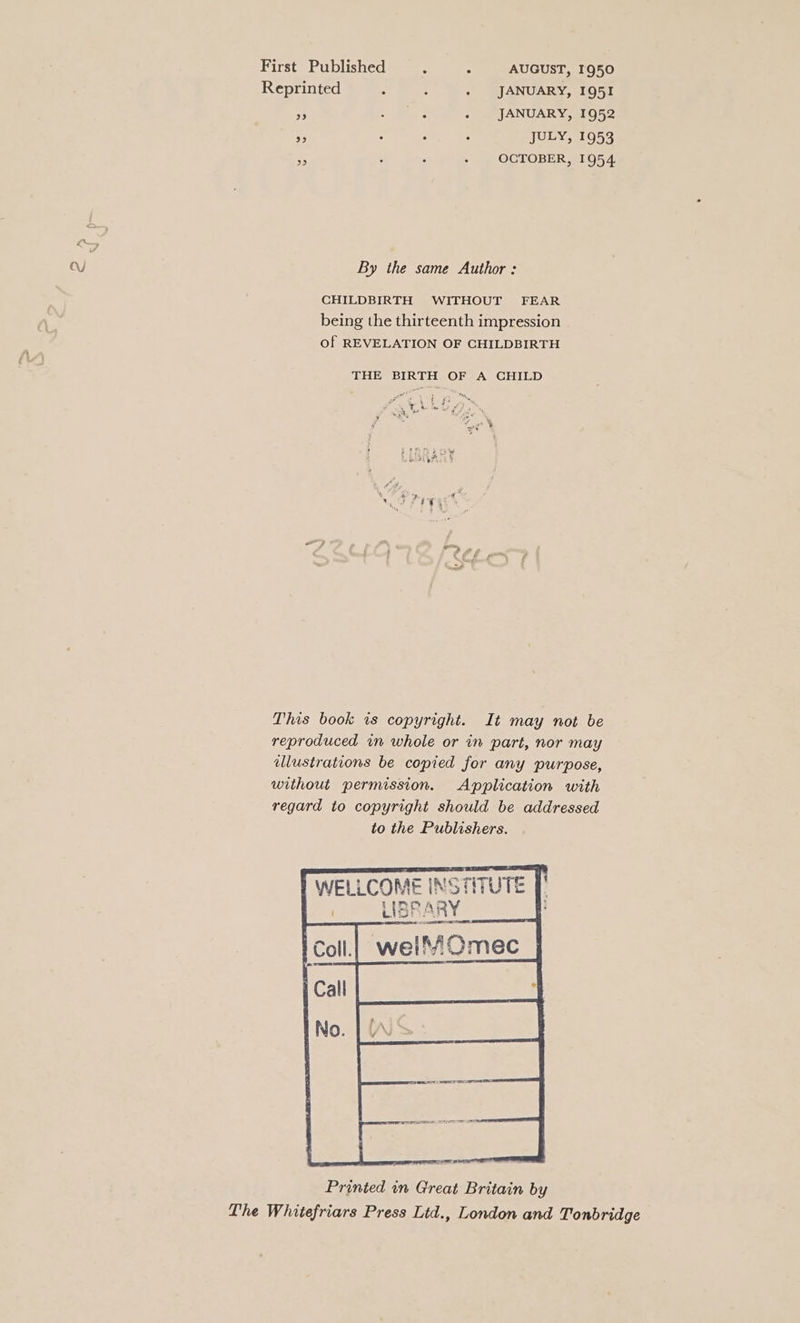 First Published . . AUGUST, 1950
Reprinted . . . JANUARY, 1951
,, . . . JANUARY, 1952
,, . . . JULY, 1953
,, . . . OCTOBER, 1954
By the same Author :
CHILDBIRTH WITHOUT FEAR
being the thirteenth impression
of REVELATION OF CHILDBIRTH
THE BIRTH OF A CHILD
LIBRARY
This book is copyright. It may not be
reproduced in whole or in part, nor may
illustrations be copied for any purpose,
without permission. Application with
regard to copyright should be addressed
to the Publishers.
WELLCOME INSTITUTE
LIBRARY
Coll. welMOmec
Call
No. WS
Printed in Great Britain by
The Whitefriars Press Ltd., London and Tonbridge